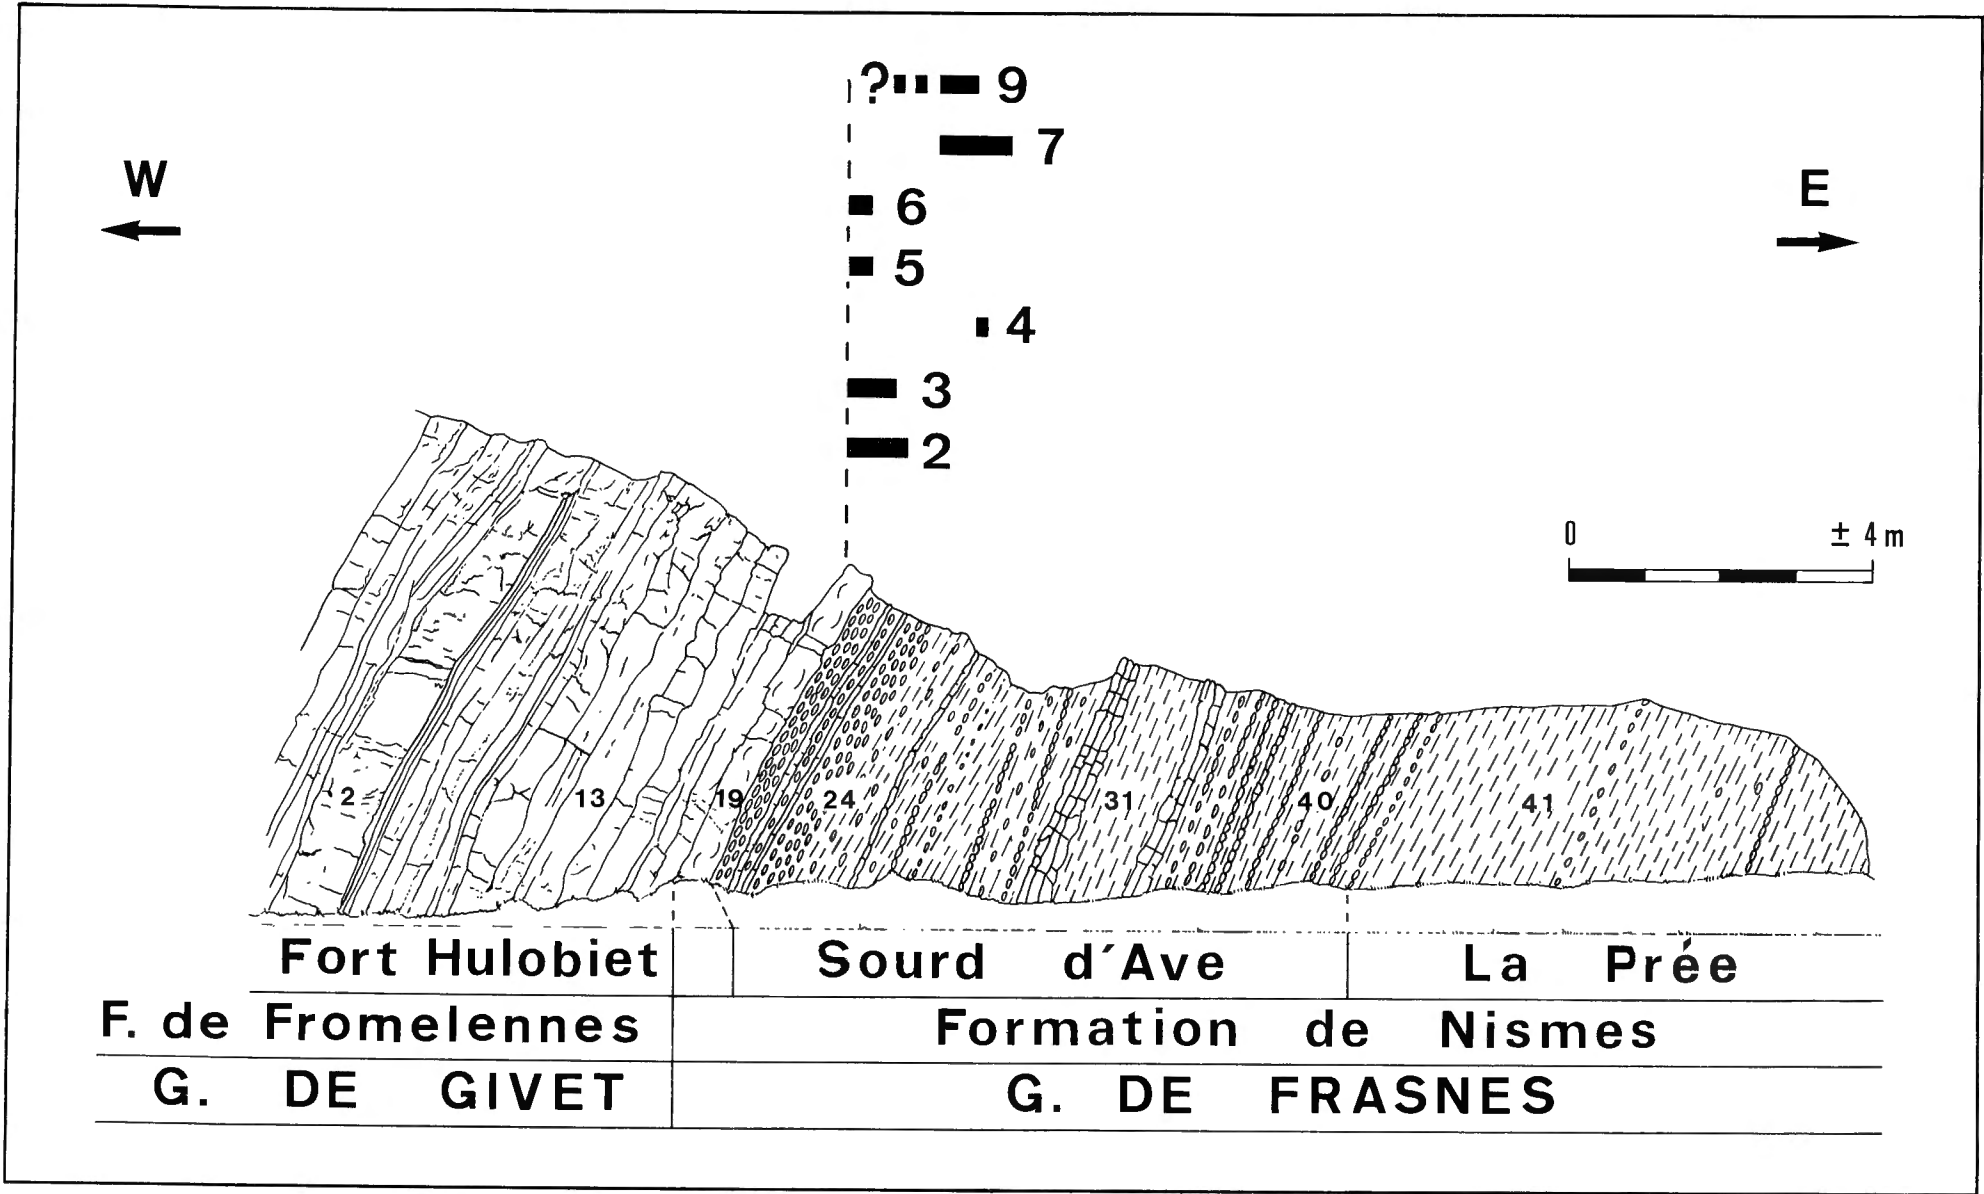 ? 9
7
W
E
6
5
4
3
2
0 ± 4 m
2 13 19 24 31 40 41
Fort Hulobiet Sourd d'Ave La Prée
F. de Fromelennes Formation de Nismes
G. DE GIVET G. DE FRASNES